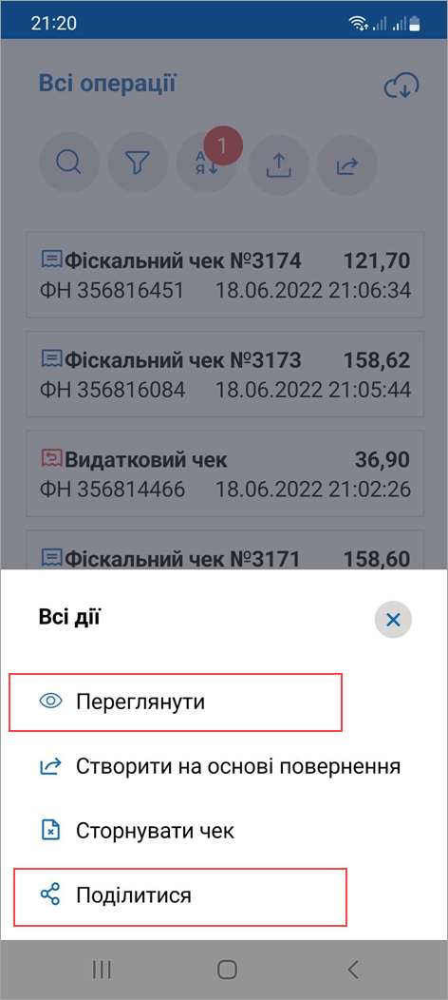 21:20
Всі операції
1
А
Я
Фіскальний чек №3174 121,70
ФН 356816451 18.06.2022 21:06:34
Фіскальний чек №3173 158,62
ФН 356816084 18.06.2022 21:05:44
Видатковий чек 36,90
ФН 356814466 18.06.2022 21:02:26
Фіскальний чек №3171 158,60
Всі дії
Переглянути
Створити на основі повернення
Сторнувати чек
Поділитися